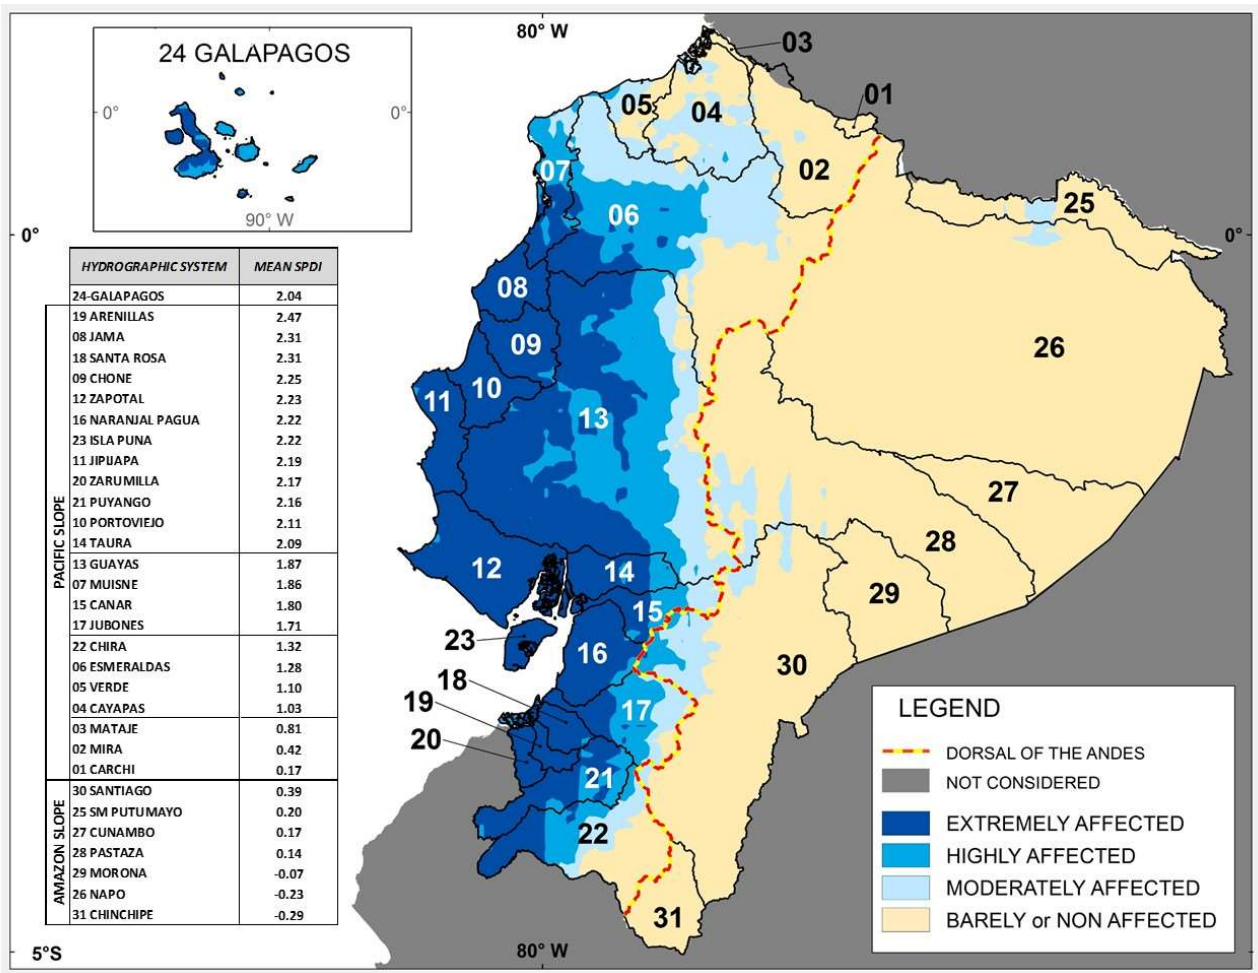 80° W
24 GALAPAGOS
0°
0°
90° W
03
01
05
04
02
07
06
25
0°
0°
HYDROGRAPHIC SYSTEM MEAN SPDI
24-GALAPAGOS 2.04
PACIFIC SLOPE
19 ARENILLAS 2.47
08 JAMA 2.31
18 SANTA ROSA 2.31
09 CHONE 2.25
12 ZAPOTAL 2.23
16 NARANJAL PAGUA 2.22
23 ISLA PUNA 2.22
11 JIPIJAPA 2.19
20 ZARUMILLA 2.17
21 PUYANGO 2.16
10 PORTOVIEJO 2.11
14 TAURA 2.09
13 GUAYAS 1.87
07 MUISNE 1.86
15 CANAR 1.80
17 JUBONES 1.71
22 CHIRA 1.32
06 ESMERALDAS 1.28
05 VERDE 1.10
04 CAYAPAS 1.03
03 MATAJE 0.81
02 MIRA 0.42
01 CARCHI 0.17
AMAZON SLOPE
30 SANTIAGO 0.39
25 SM PUTUMAYO 0.20
27 CUNAMBO 0.17
28 PASTAZA 0.14
29 MORONA -0.07
26 NAPO -0.23
31 CHINCHIPE -0.29
08
09
26
10
11
13
27
28
12
14
29
15
23
16
30
18
19
17
20
21
22
31
LEGEND
DORSAL OF THE ANDES
NOT CONSIDERED
EXTREMELY AFFECTED
HIGHLY AFFECTED
MODERATELY AFFECTED
BARELY or NON AFFECTED
5°S
80° W